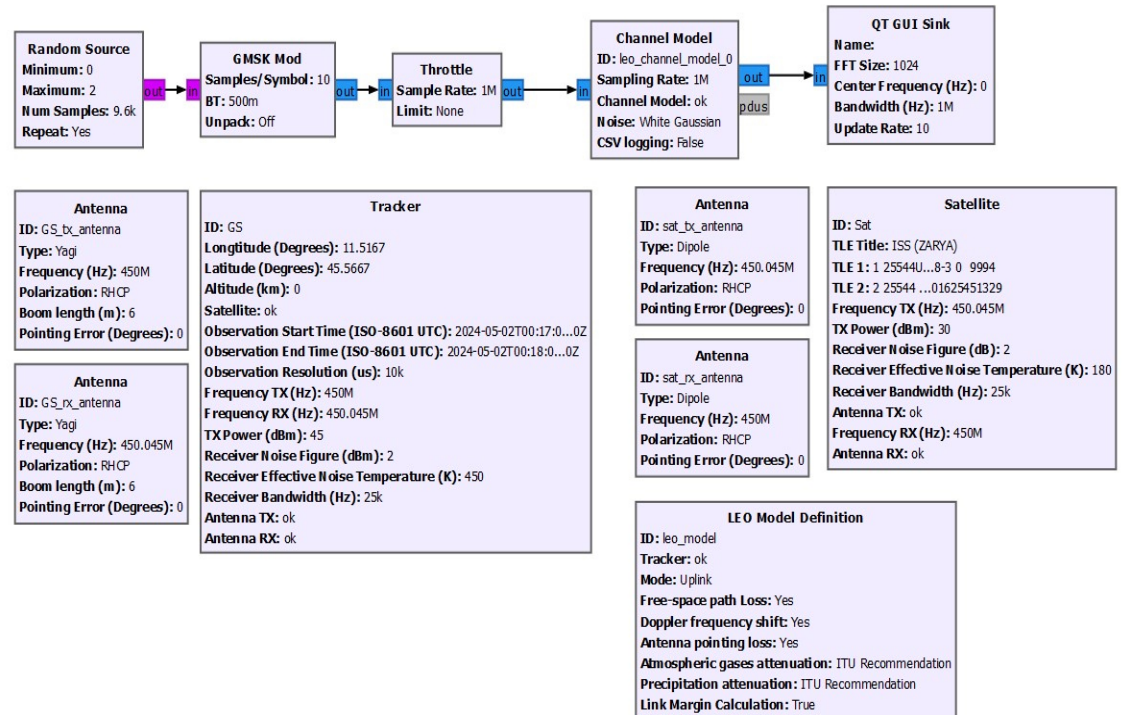 Random Source
Minimum: 0
Maximum: 2
Num Samples: 9.6k
Repeat: Yes
out
in
GMSK Mod
Samples/Symbol: 10
BT: 500m
Unpack: Off
out
in
Throttle
Sample Rate: 1M
Limit: None
out
in
Channel Model
ID: leo_channel_model_0
Sampling Rate: 1M
Channel Model: ok
Noise: White Gaussian
CSV logging: False
out
pdus
in
QT GUI Sink
Name:
FFT Size: 1024
Center Frequency (Hz): 0
Bandwidth (Hz): 1M
Update Rate: 10
Antenna
ID: GS_tx_antenna
Type: Yagi
Frequency (Hz): 450M
Polarization: RHCP
Boom length (m): 6
Pointing Error (Degrees): 0
Antenna
ID: GS_rx_antenna
Type: Yagi
Frequency (Hz): 450.045M
Polarization: RHCP
Boom length (m): 6
Pointing Error (Degrees): 0
Tracker
ID: GS
Longtitude (Degrees): 11.5167
Latitude (Degrees): 45.5667
Altitude (km): 0
Satellite: ok
Observation Start Time (ISO-8601 UTC): 2024-05-02T00:17:0...0Z
Observation End Time (ISO-8601 UTC): 2024-05-02T00:18:0...0Z
Observation Resolution (us): 10k
Frequency TX (Hz): 450M
Frequency RX (Hz): 450.045M
TX Power (dBm): 45
Receiver Noise Figure (dBm): 2
Receiver Effective Noise Temperature (K): 450
Receiver Bandwidth (Hz): 25k
Antenna TX: ok
Antenna RX: ok
Antenna
ID: sat_tx_antenna
Type: Dipole
Frequency (Hz): 450.045M
Polarization: RHCP
Pointing Error (Degrees): 0
Antenna
ID: sat_rx_antenna
Type: Dipole
Frequency (Hz): 450M
Polarization: RHCP
Pointing Error (Degrees): 0
Satellite
ID: Sat
TLE Title: ISS (ZARYA)
TLE 1: 1 25544U...8-3 0 9994
TLE 2: 2 25544 ...01625451329
Frequency TX (Hz): 450.045M
TX Power (dBm): 30
Receiver Noise Figure (dB): 2
Receiver Effective Noise Temperature (K): 180
Receiver Bandwidth (Hz): 25k
Antenna TX: ok
Frequency RX (Hz): 450M
Antenna RX: ok
LEO Model Definition
ID: leo_model
Tracker: ok
Mode: Uplink
Free-space path Loss: Yes
Doppler frequency shift: Yes
Antenna pointing loss: Yes
Atmospheric gases attenuation: ITU Recommendation
Precipitation attenuation: ITU Recommendation
Link Margin Calculation: True